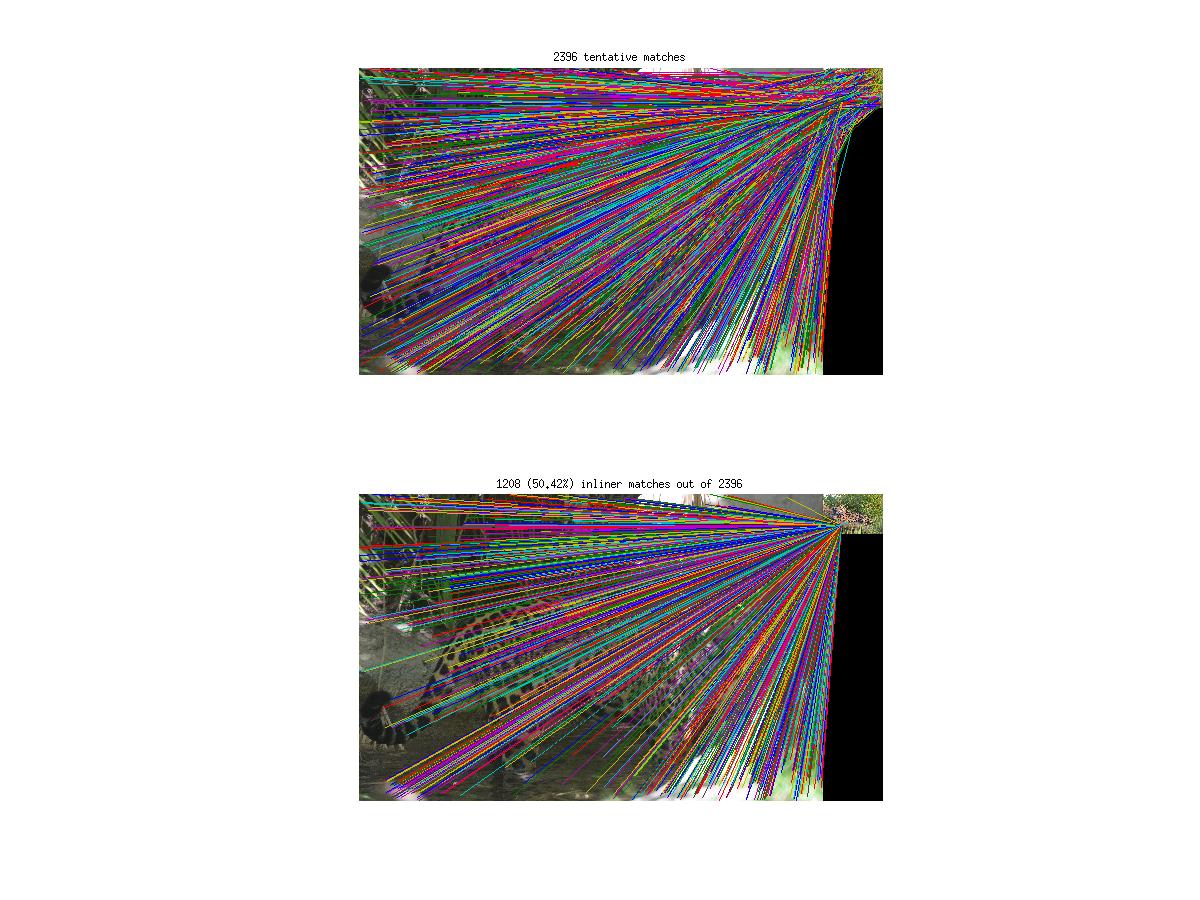 2396 tentative matches
1208 (50.42%) inliner matches out of 2396